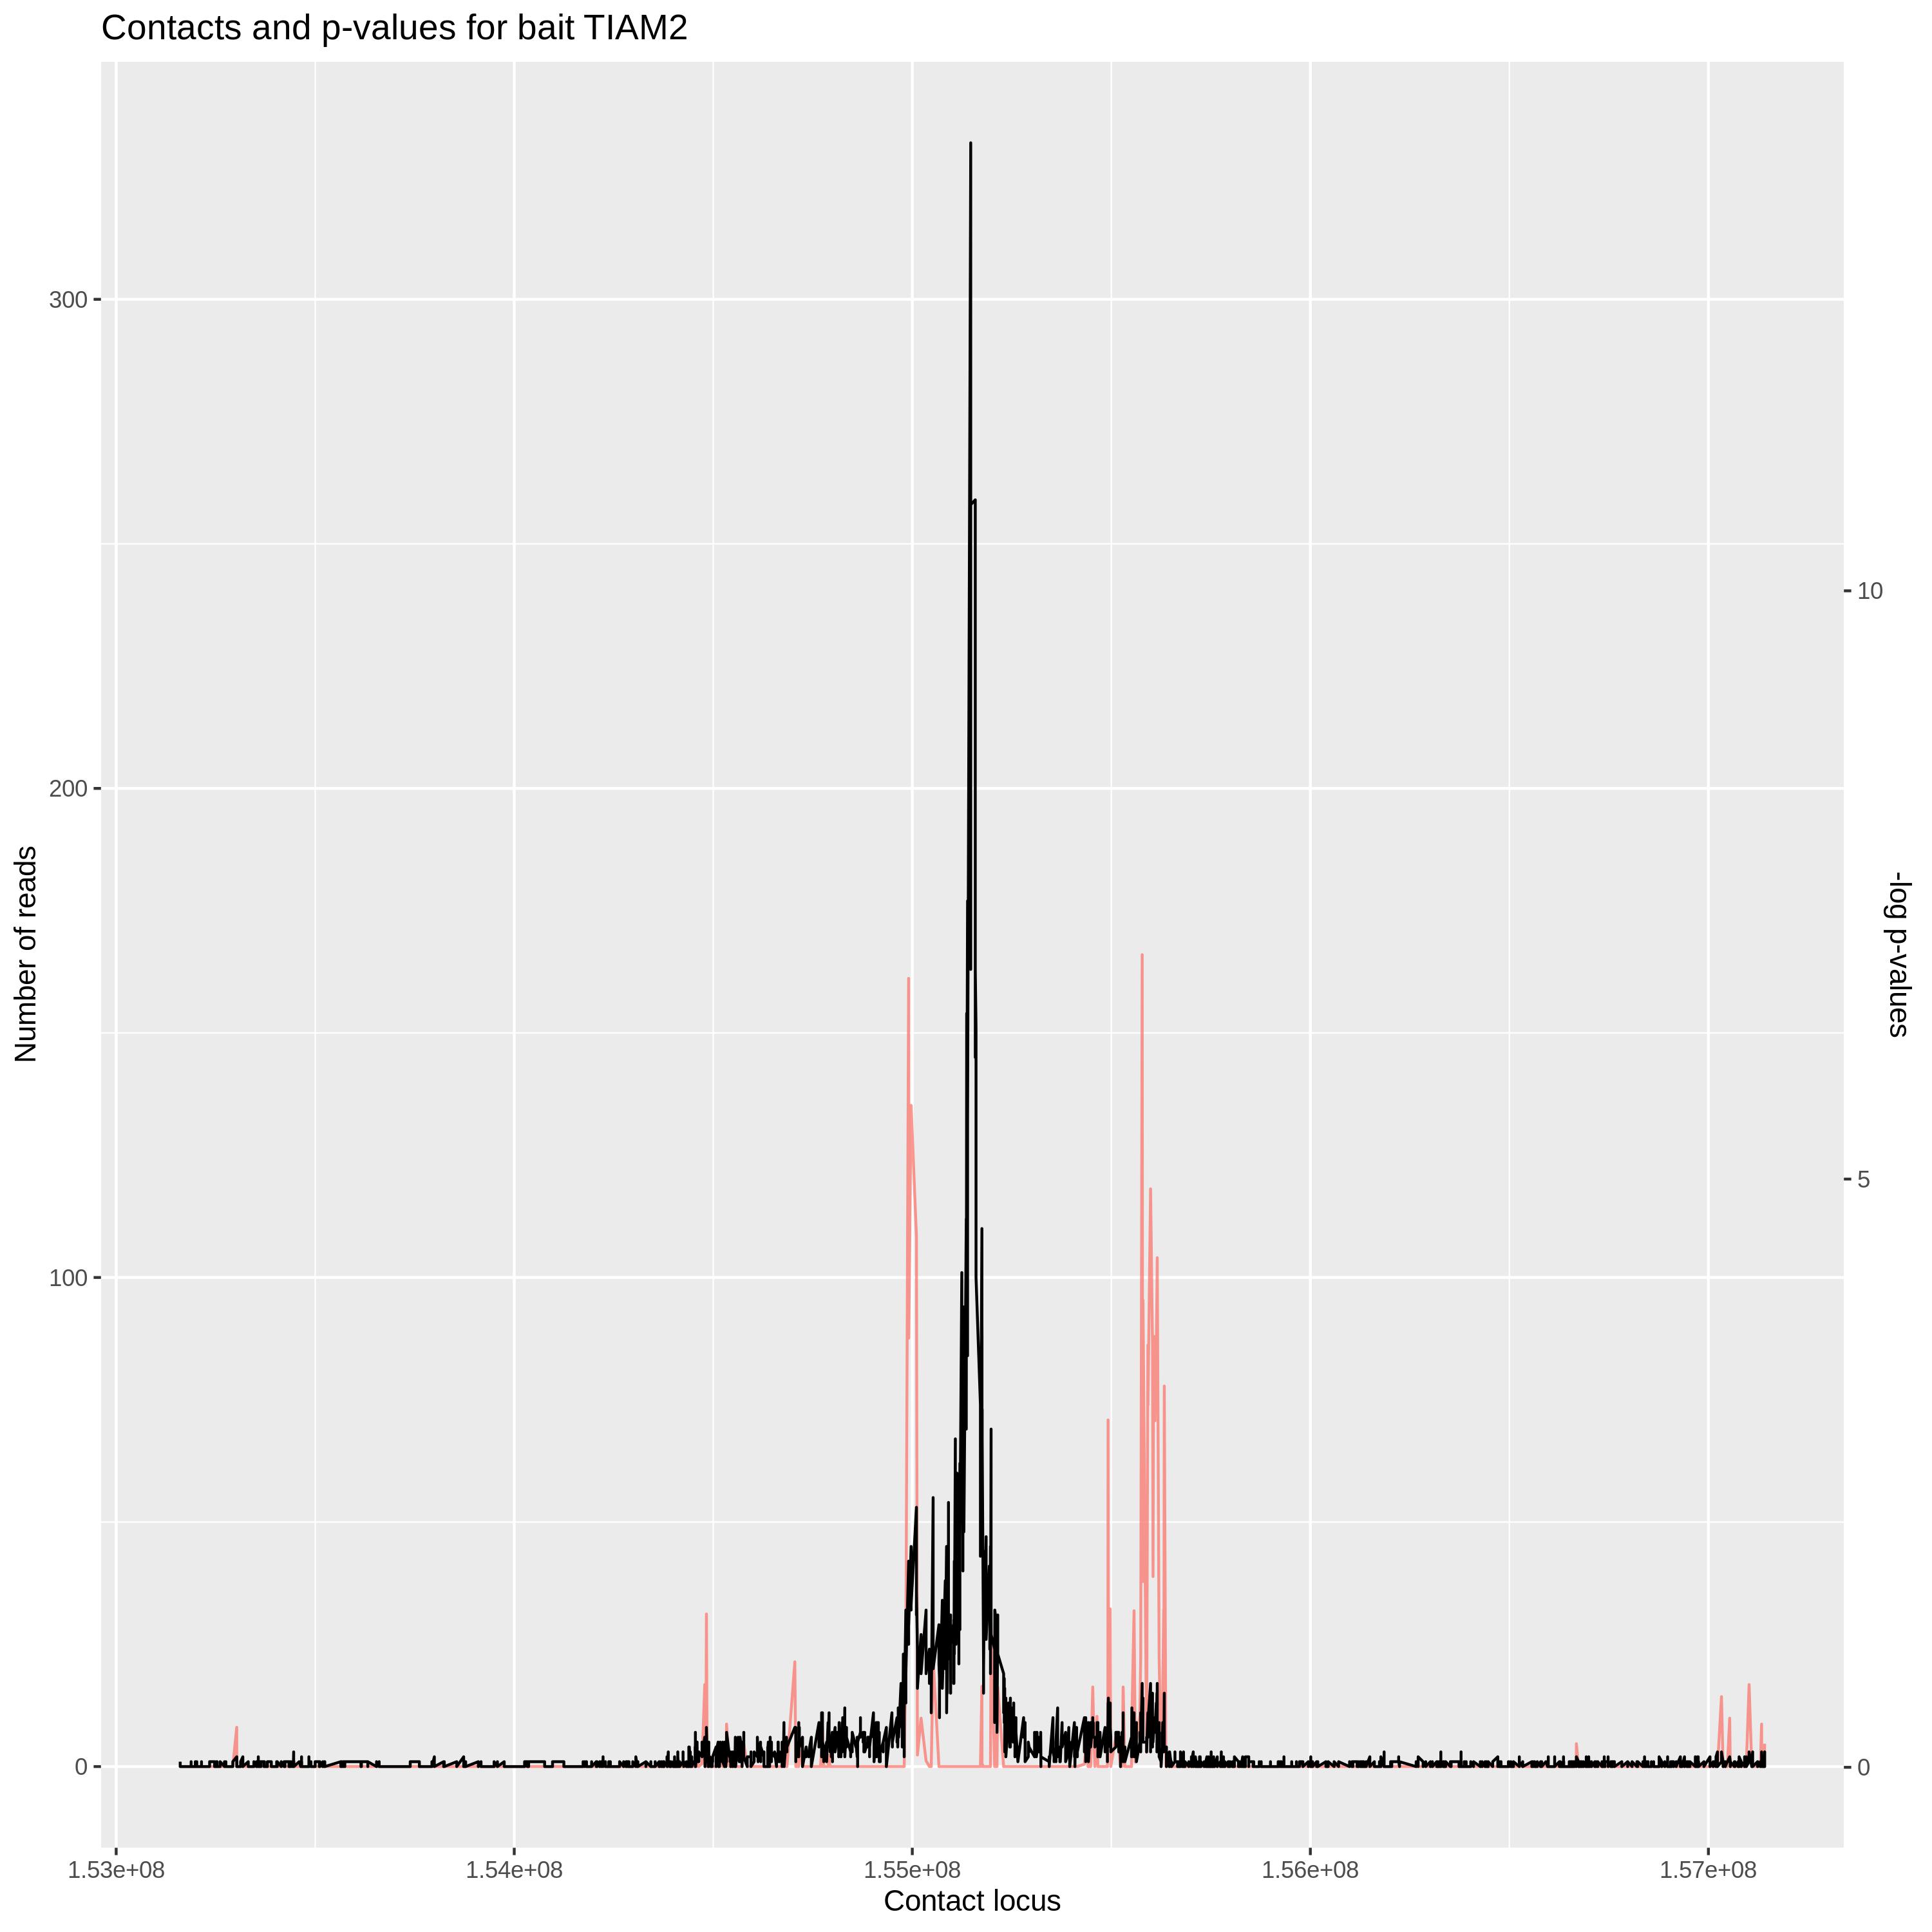 Contacts and p-values for bait TIAM2
300
200
100
0
Number of reads
10
5
0
-log p-values
1.53e+08
1.54e+08
1.55e+08
1.56e+08
1.57e+08
Contact locus